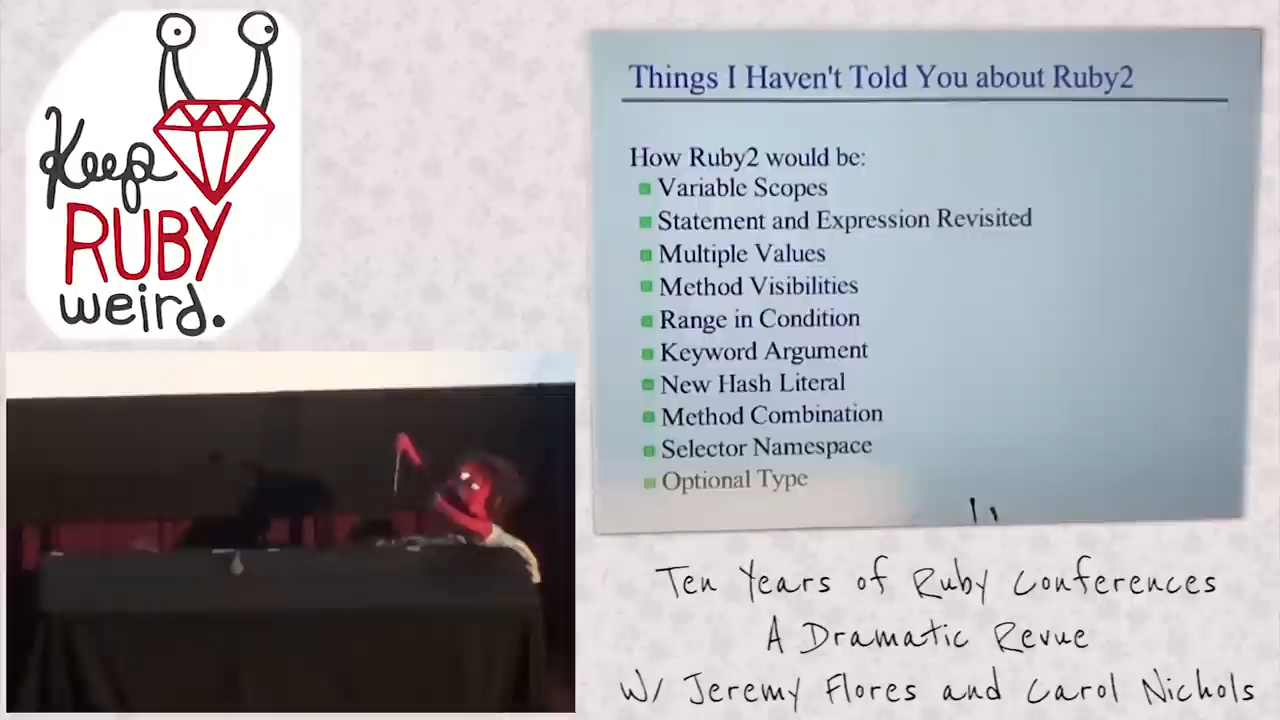 Keep
RUBY
weird.
Things I Haven't Told You about Ruby2
How Ruby2 would be:
Variable Scopes
Statement and Expression Revisited
Multiple Values
Method Visibilities
Range in Condition
Keyword Argument
New Hash Literal
Method Combination
Selector Namespace
Optional Type
Ten Years of Ruby Conferences
A Dramatic Revue
W/ Jeremy Flores and Carol Nichols